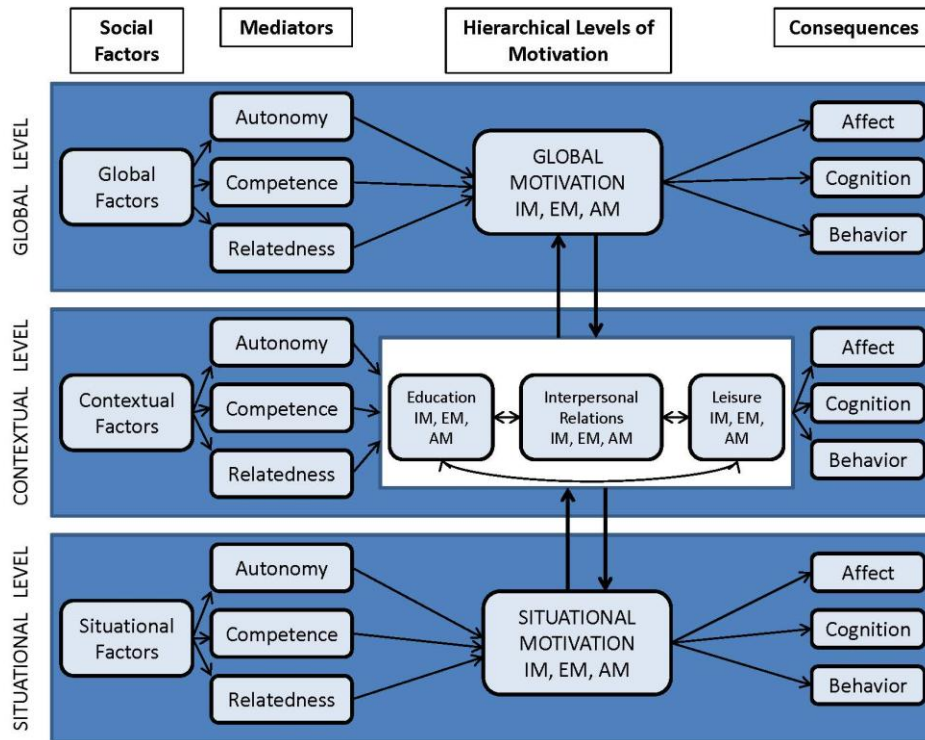 Social
Factors
Mediators
Hierarchical Levels of
Motivation
Consequences
GLOBAL LEVEL
Global
Factors
Autonomy
Competence
Relatedness
GLOBAL
MOTIVATION
IM, EM, AM
Affect
Cognition
Behavior
CONTEXTUAL LEVEL
Contextual
Factors
Autonomy
Competence
Relatedness
Education
IM, EM,
AM
Interpersonal
Relations
IM, EM, AM
Leisure
IM, EM,
AM
Affect
Cognition
Behavior
SITUATIONAL LEVEL
Situational
Factors
Autonomy
Competence
Relatedness
SITUATIONAL
MOTIVATION
IM, EM, AM
Affect
Cognition
Behavior